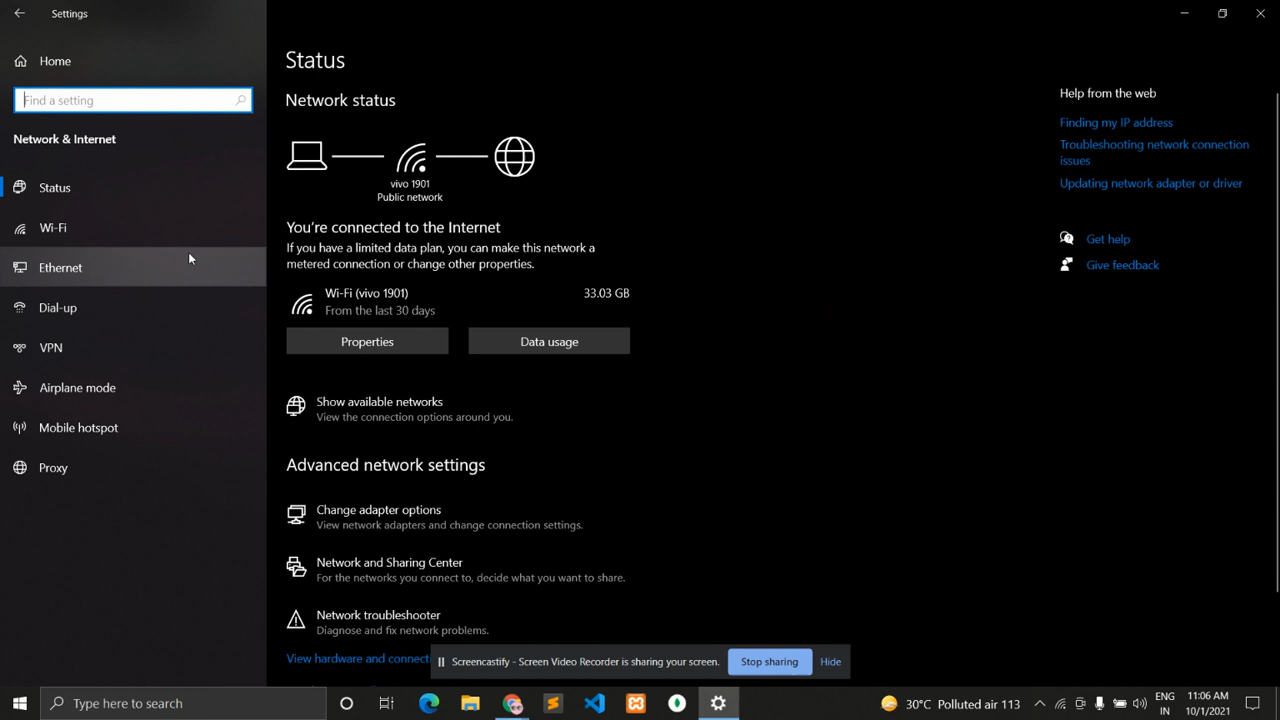 Settings
Home
Find a setting
Network & Internet
Status
Wi-Fi
Ethernet
Dial-up
VPN
Airplane mode
Mobile hotspot
Proxy
Status
Network status
vivo 1901
Public network
You're connected to the Internet
If you have a limited data plan, you can make this network a
metered connection or change other properties.
Wi-Fi (vivo 1901)
33.03 GB
From the last 30 days
Properties
Data usage
Show available networks
View the connection options around you.
Advanced network settings
Change adapter options
View network adapters and change connection settings.
Network and Sharing Center
For the networks you connect to, decide what you want to share.
Network troubleshooter
Diagnose and fix network problems.
View hardware and connecti
Help from the web
Finding my IP address
Troubleshooting network connection
issues
Updating network adapter or driver
Get help
Give feedback
Screencastify - Screen Video Recorder is sharing your screen.
Stop sharing
Hide
Type here to search
30°C Polluted air 113
ENG
IN
11:06 AM
10/1/2021